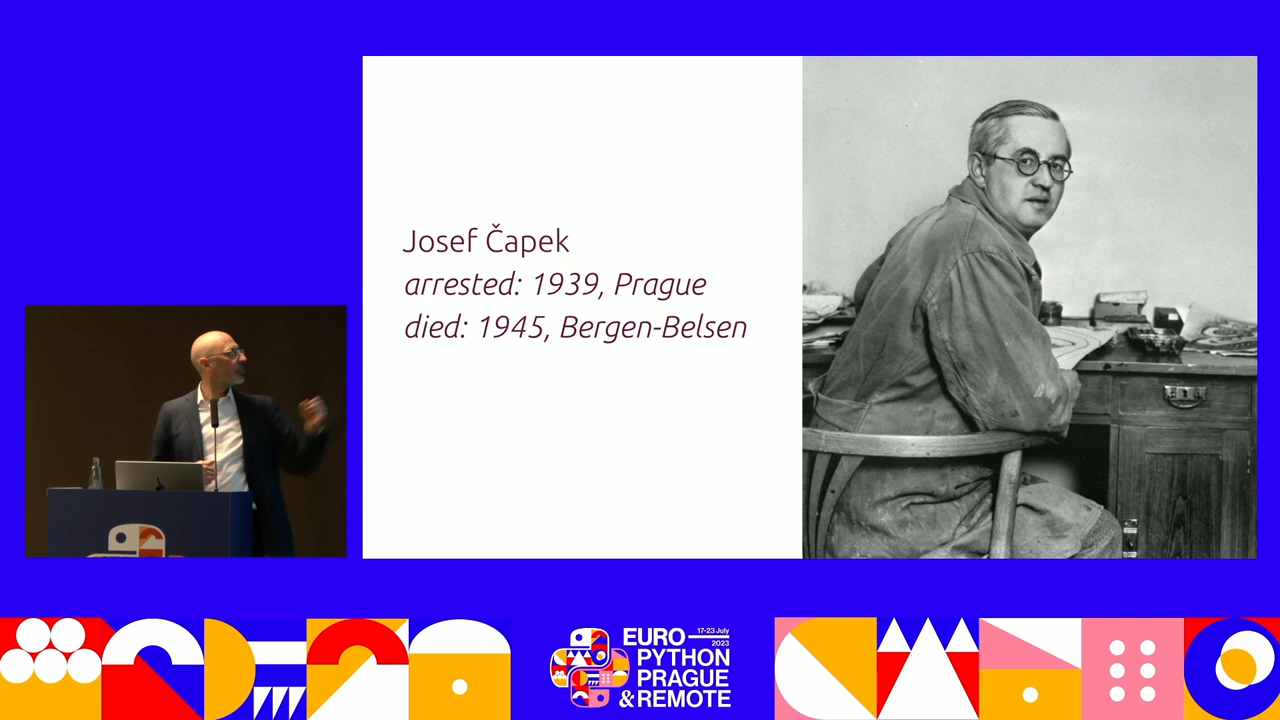 Josef Čapek
arrested: 1939, Prague
died: 1945, Bergen-Belsen
EURO
17-23 July
2023
PYTHON
PRAGUE
& REMOTE